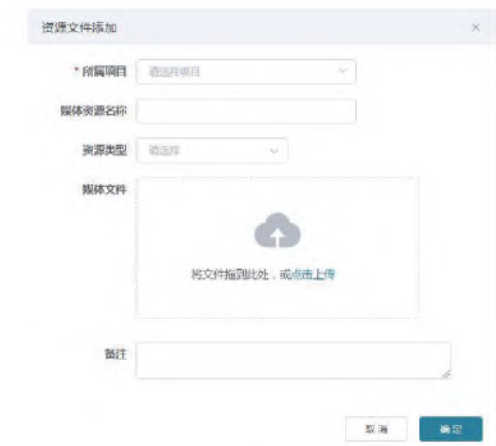 资源文件添加 ×
* 所属项目 请选择项目
媒体资源名称
资源类型 请选择
媒体文件
将文件拖到此处，或点击上传
备注
取消 确定